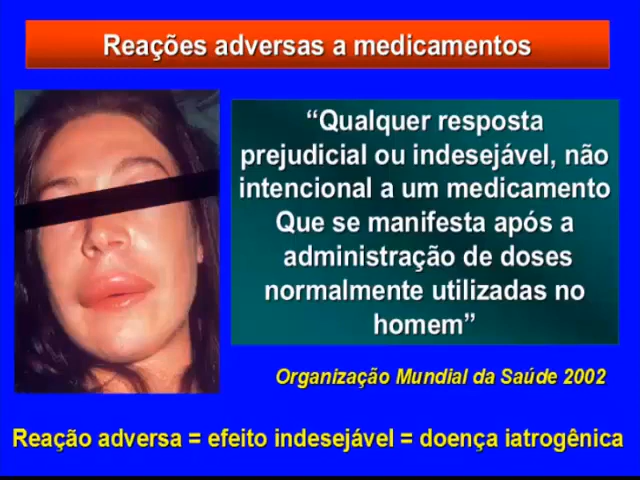 Reações adversas a medicamentos
“Qualquer resposta
prejudicial ou indesejável, não
intencional a um medicamento
Que se manifesta após a
administração de doses
normalmente utilizadas no
homem”
Organização Mundial da Saúde 2002
Reação adversa = efeito indesejável = doença iatrogênica